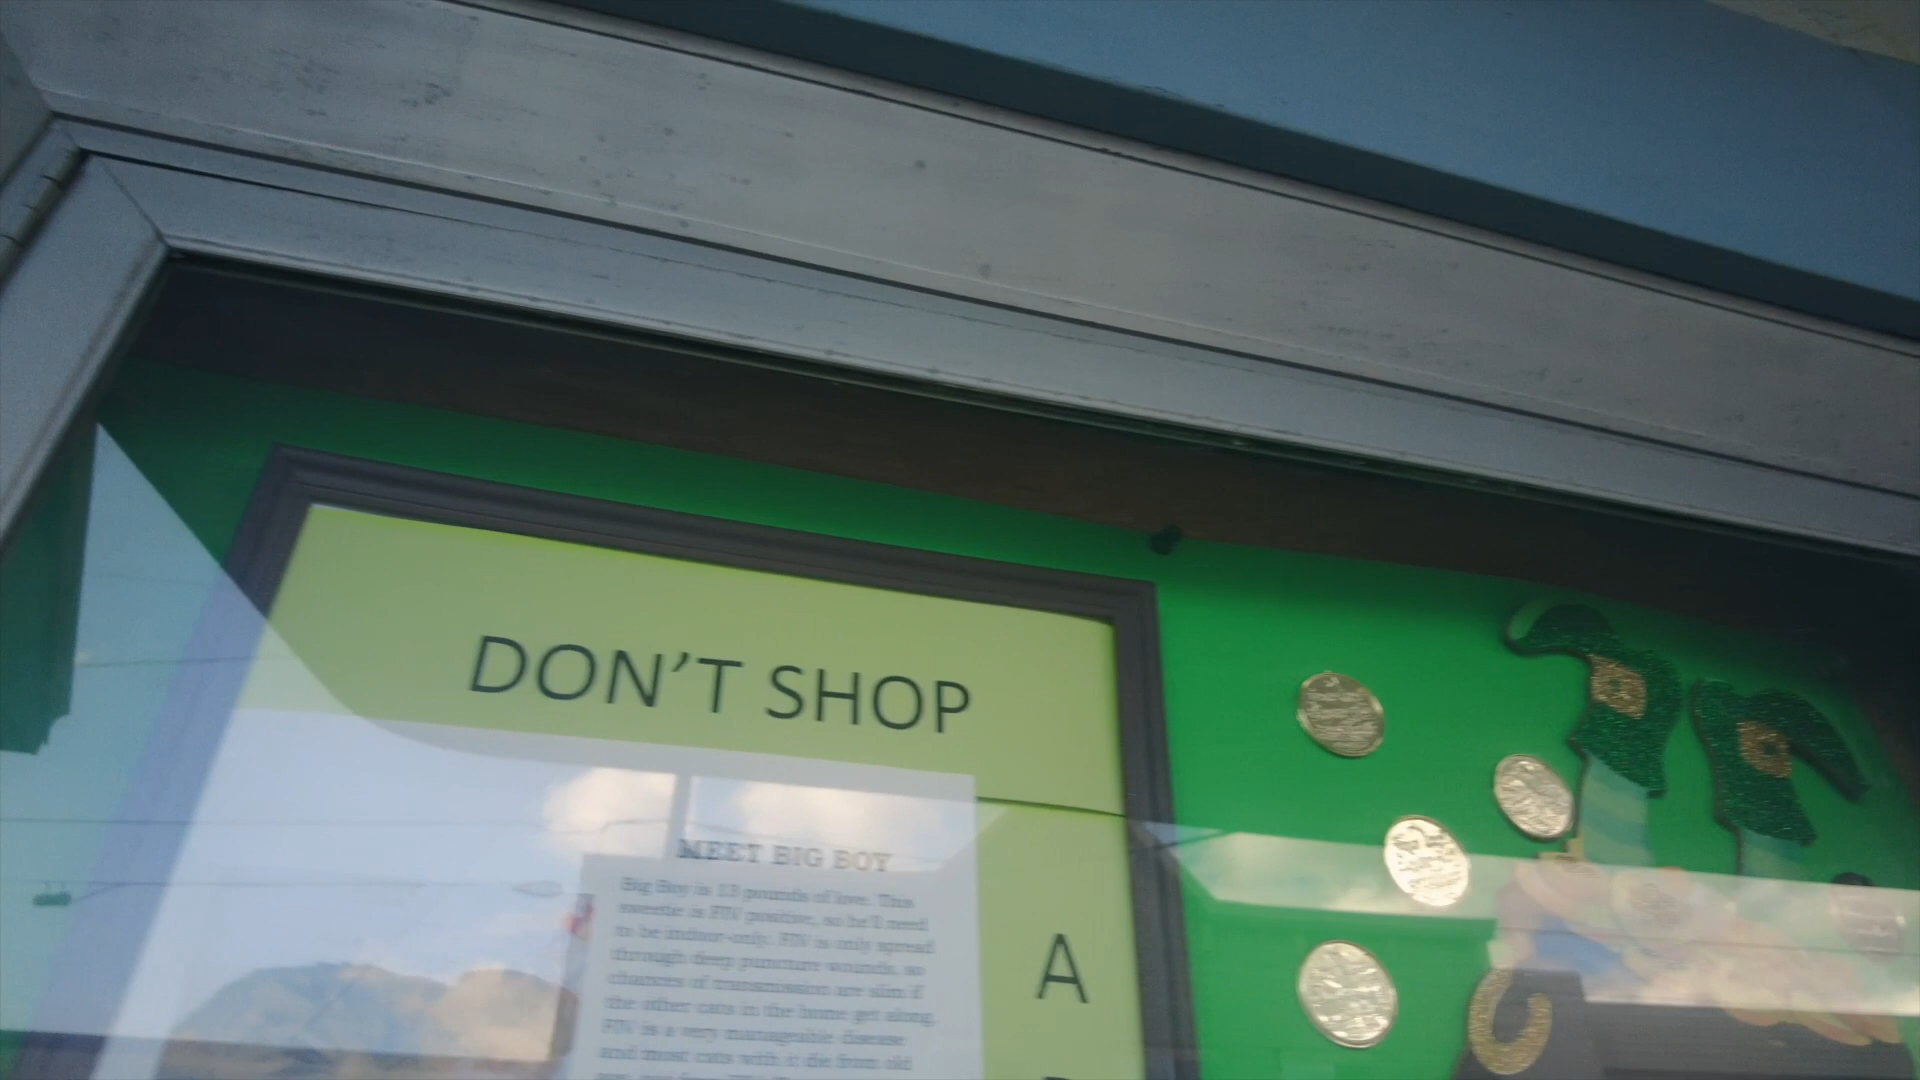 DON'T SHOP
MEET BIG BOY
Big Boy is 13 pounds of love. This
sweetie is FIV positive, so he'll need
to be indoor-only. FIV is only spread
through deep puncture wounds, so
chances of transmission are slim if
the other cats in the home get along.
FIV is a very manageable disease
and most cats with it die from old
A